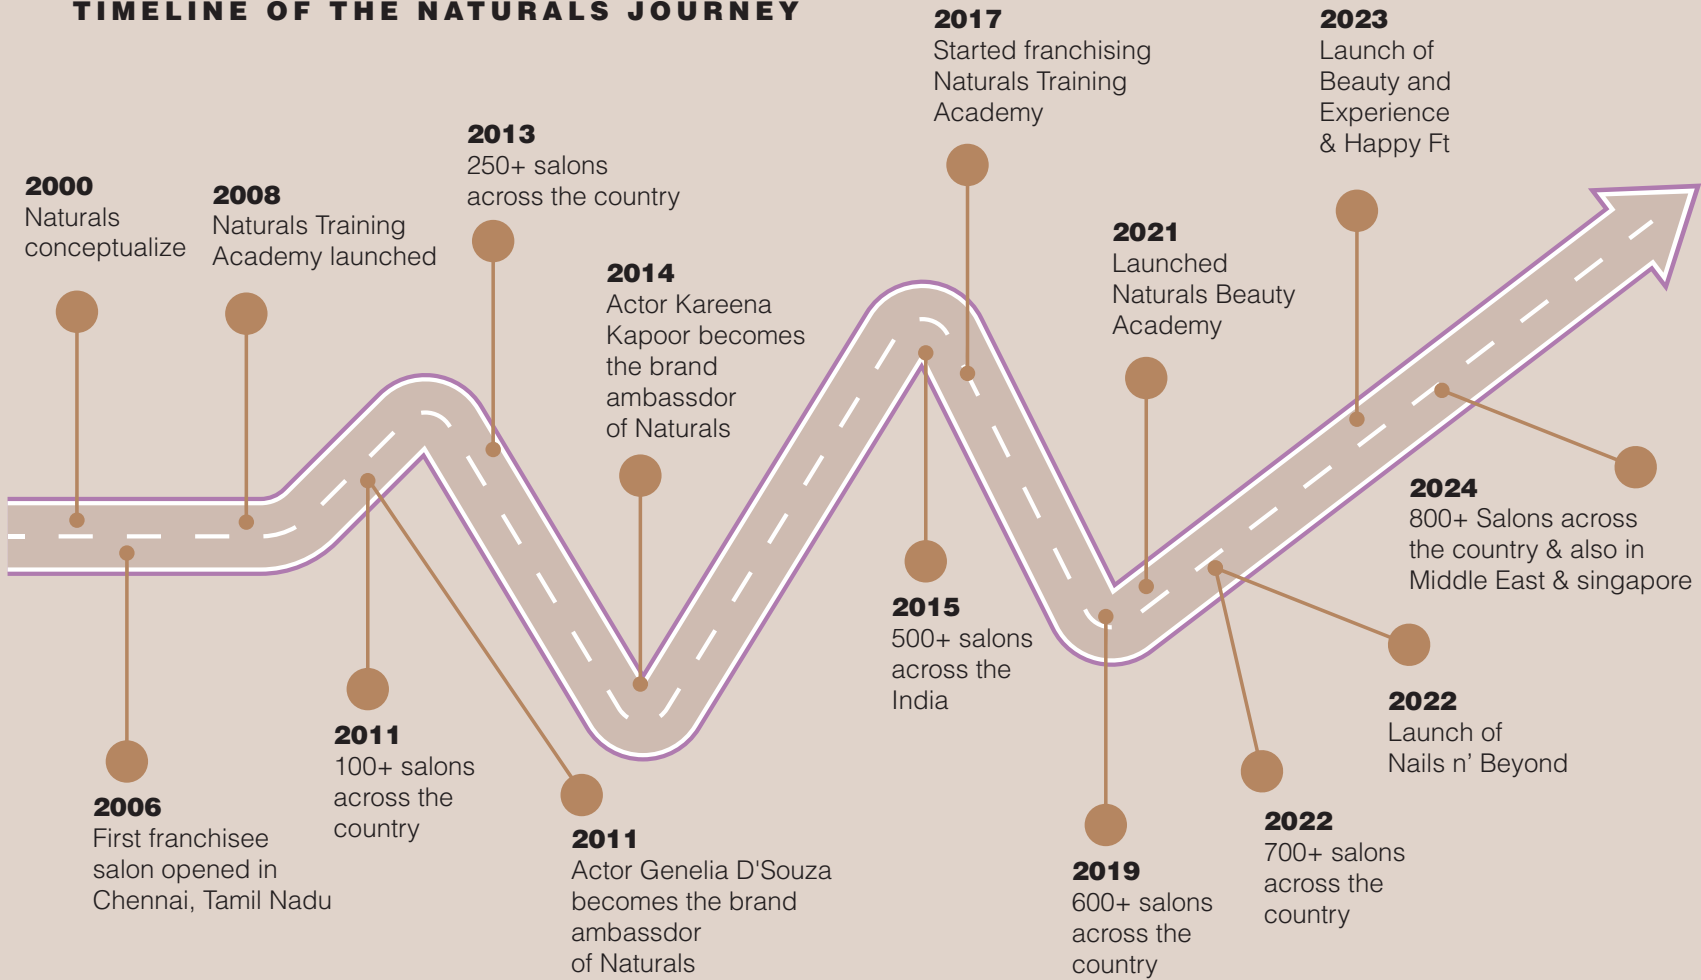 TIMELINE OF THE NATURALS JOURNEY
2000
Naturals
conceptualize
2006
First franchisee
salon opened in
Chennai, Tamil Nadu
2008
Naturals Training
Academy launched
2011
100+ salons
across the
country
2011
Actor Genelia D'Souza
becomes the brand
ambassdor
of Naturals
2013
250+ salons
across the country
2014
Actor Kareena
Kapoor becomes
the brand
ambassdor
of Naturals
2015
500+ salons
across the
India
2017
Started franchising
Naturals Training
Academy
2019
600+ salons
across the
country
2021
Launched
Naturals Beauty
Academy
2022
700+ salons
across the
country
2022
Launch of
Nails n’ Beyond
2023
Launch of
Beauty and
Experience
& Happy Ft
2024
800+ Salons across
the country & also in
Middle East & singapore